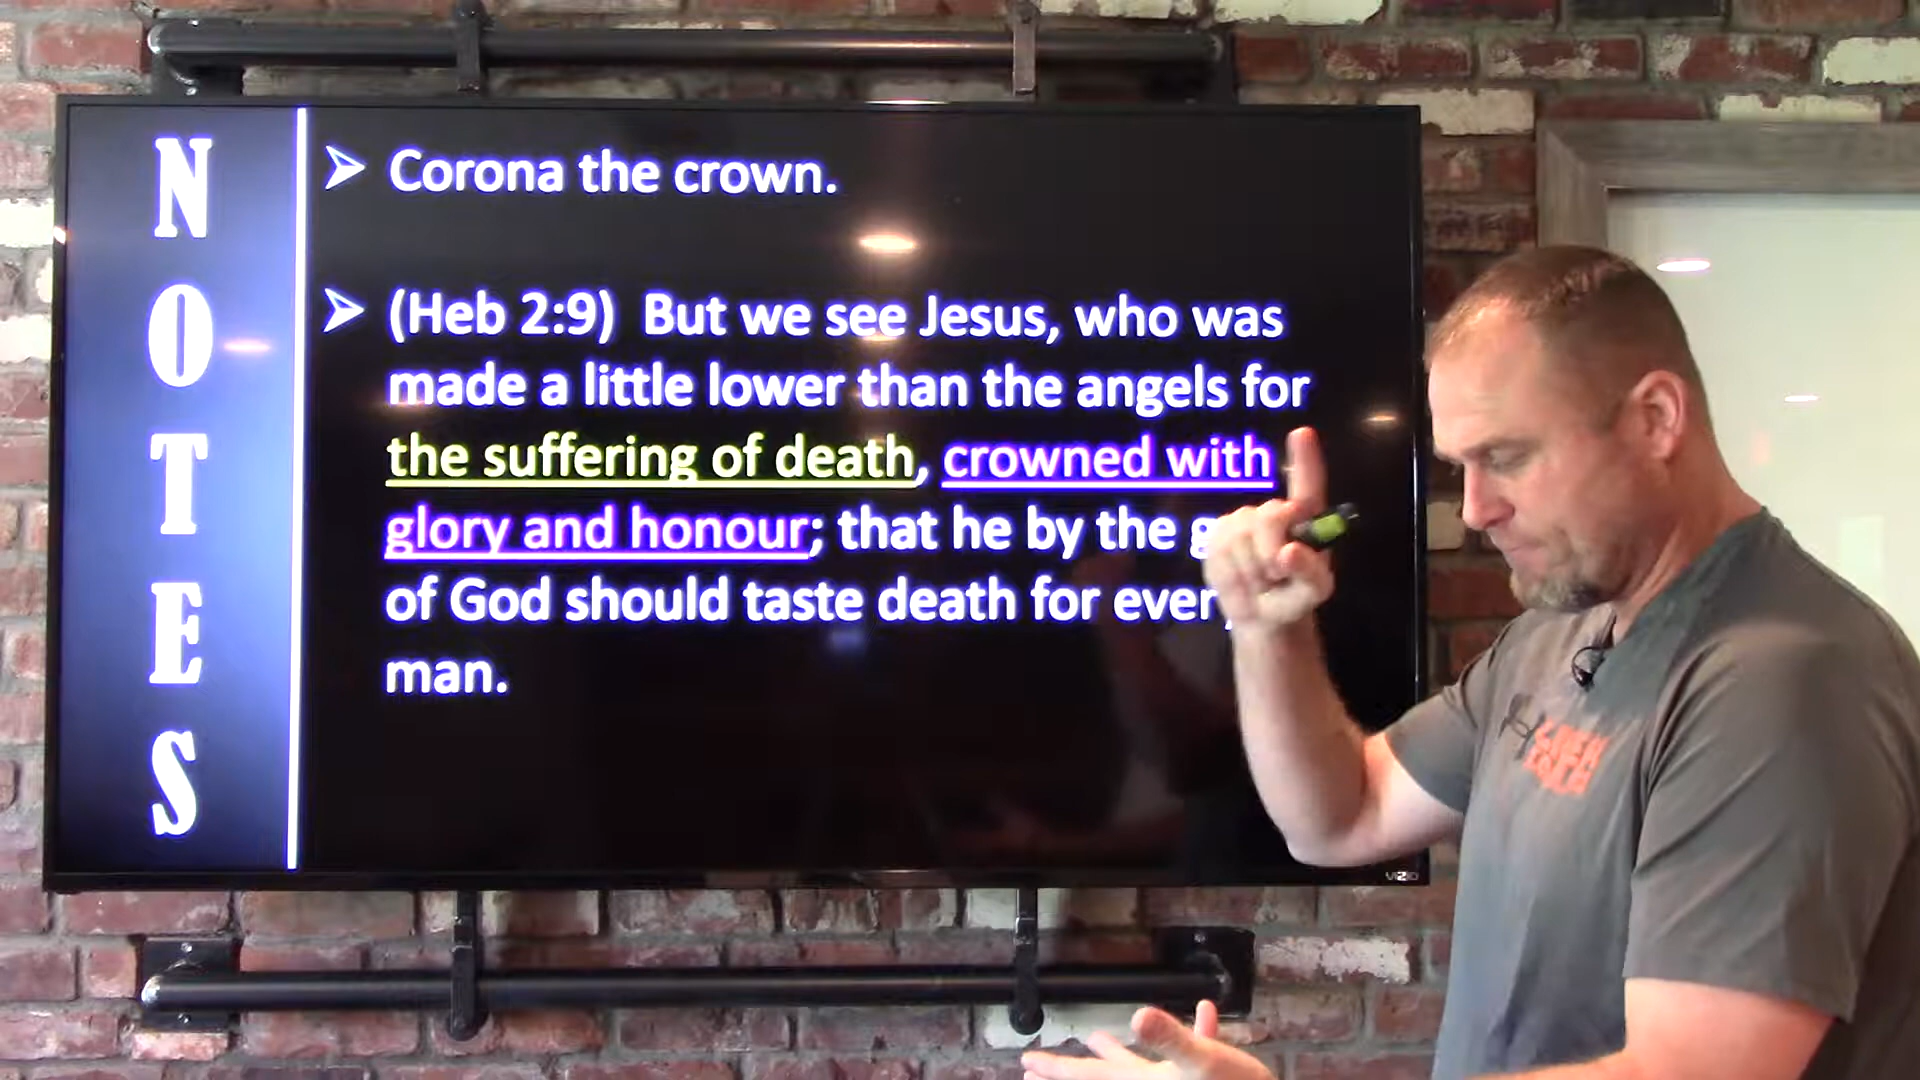 NOTES
Corona the crown.
(Heb 2:9) But we see Jesus, who was
made a little lower than the angels for
the suffering of death, crowned with
glory and honour; that he by the
of God should taste death for
man.
VIZIO